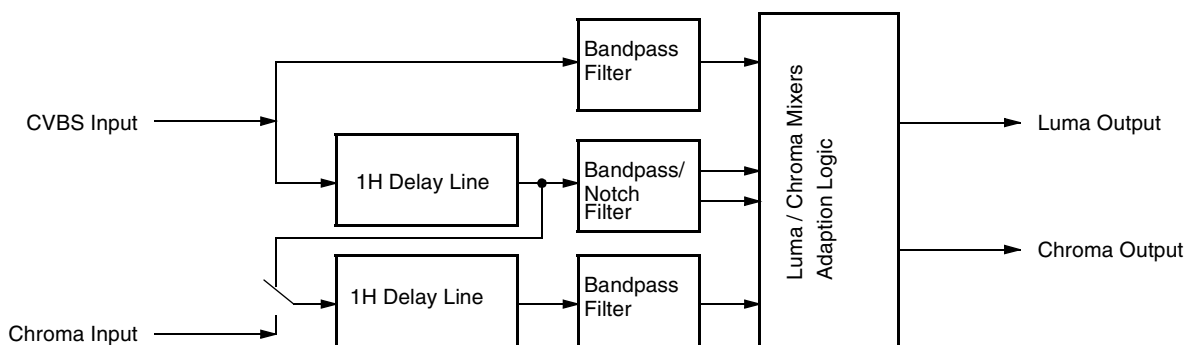 Bandpass
Filter
CVBS Input
1H Delay Line
Bandpass/
Notch
Filter
Luma / Chroma Mixers
Adaption Logic
Luma Output
Chroma Output
1H Delay Line
Bandpass
Filter
Chroma Input